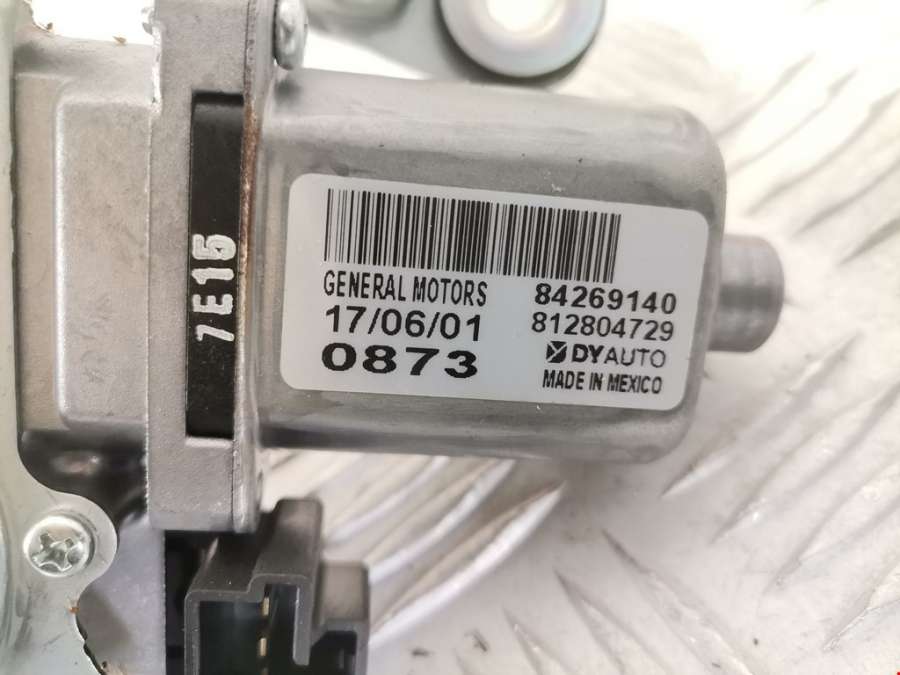 7E15
GENERAL MOTORS 84269140
17/06/01 812804729
0873 DYAUTO
MADE IN MEXICO